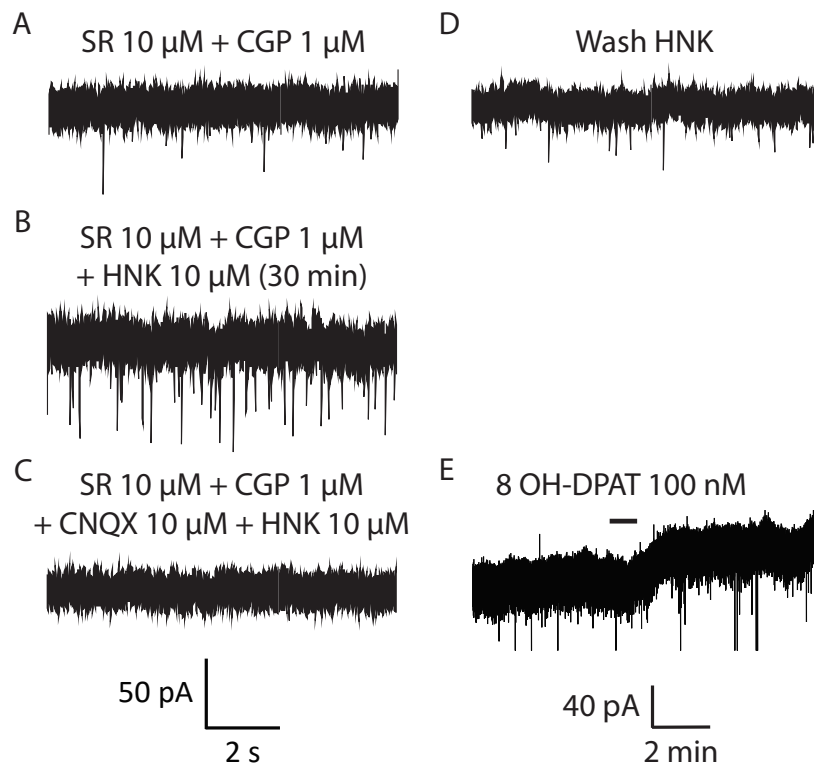 A
SR 10 µM + CGP 1 µM
B
SR 10 µM + CGP 1 µM
+ HNK 10 µM (30 min)
C
SR 10 µM + CGP 1 µM
+ CNQX 10 µM + HNK 10 µM
50 pA
2 s
D
Wash HNK
E
8 OH-DPAT 100 nM
40 pA
2 min